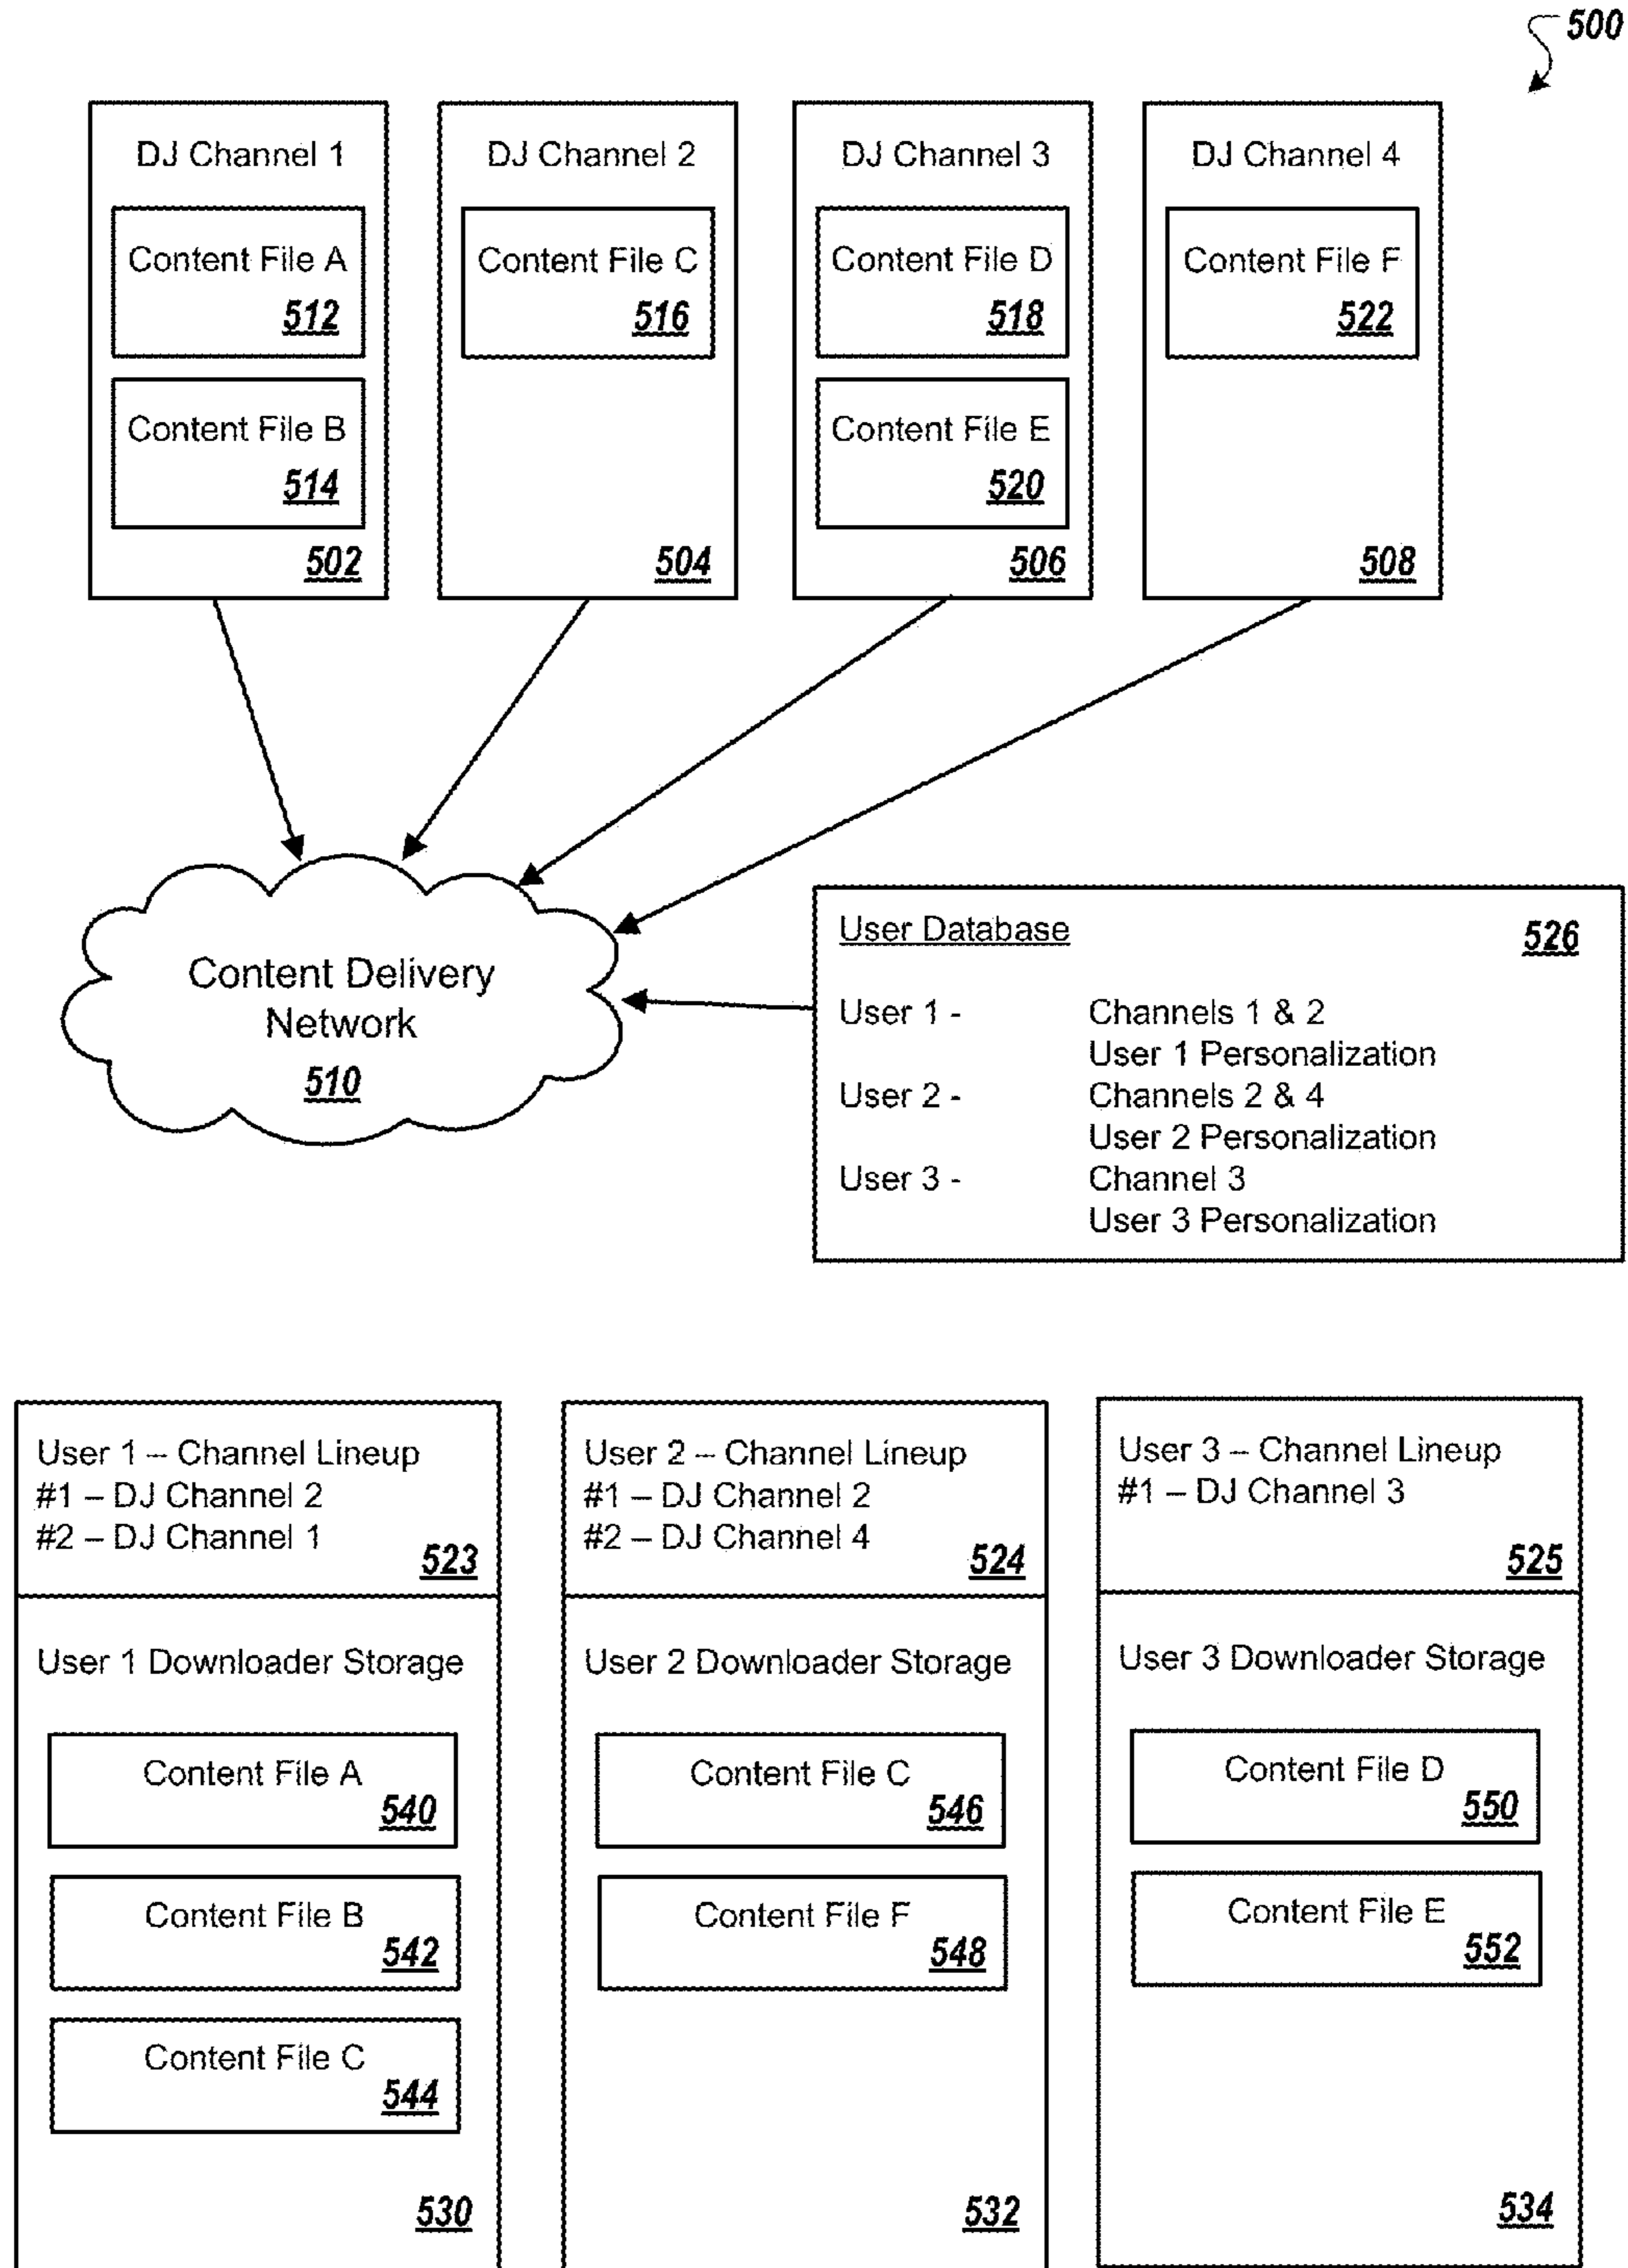 500
DJ Channel 1
Content File A
512
Content File B
514
502
DJ Channel 2
Content File C
516
504
DJ Channel 3
Content File D
518
Content File E
520
506
DJ Channel 4
Content File F
522
508
Content Delivery
Network
510
User Database
526
User 1 - Channels 1 & 2
User 1 Personalization
User 2 - Channels 2 & 4
User 2 Personalization
User 3 - Channel 3
User 3 Personalization
User 1 – Channel Lineup
#1 – DJ Channel 2
#2 – DJ Channel 1
523
User 1 Downloader Storage
Content File A
540
Content File B
542
Content File C
544
530
User 2 – Channel Lineup
#1 – DJ Channel 2
#2 – DJ Channel 4
524
User 2 Downloader Storage
Content File C
546
Content File F
548
532
User 3 – Channel Lineup
#1 – DJ Channel 3
525
User 3 Downloader Storage
Content File D
550
Content File E
552
534